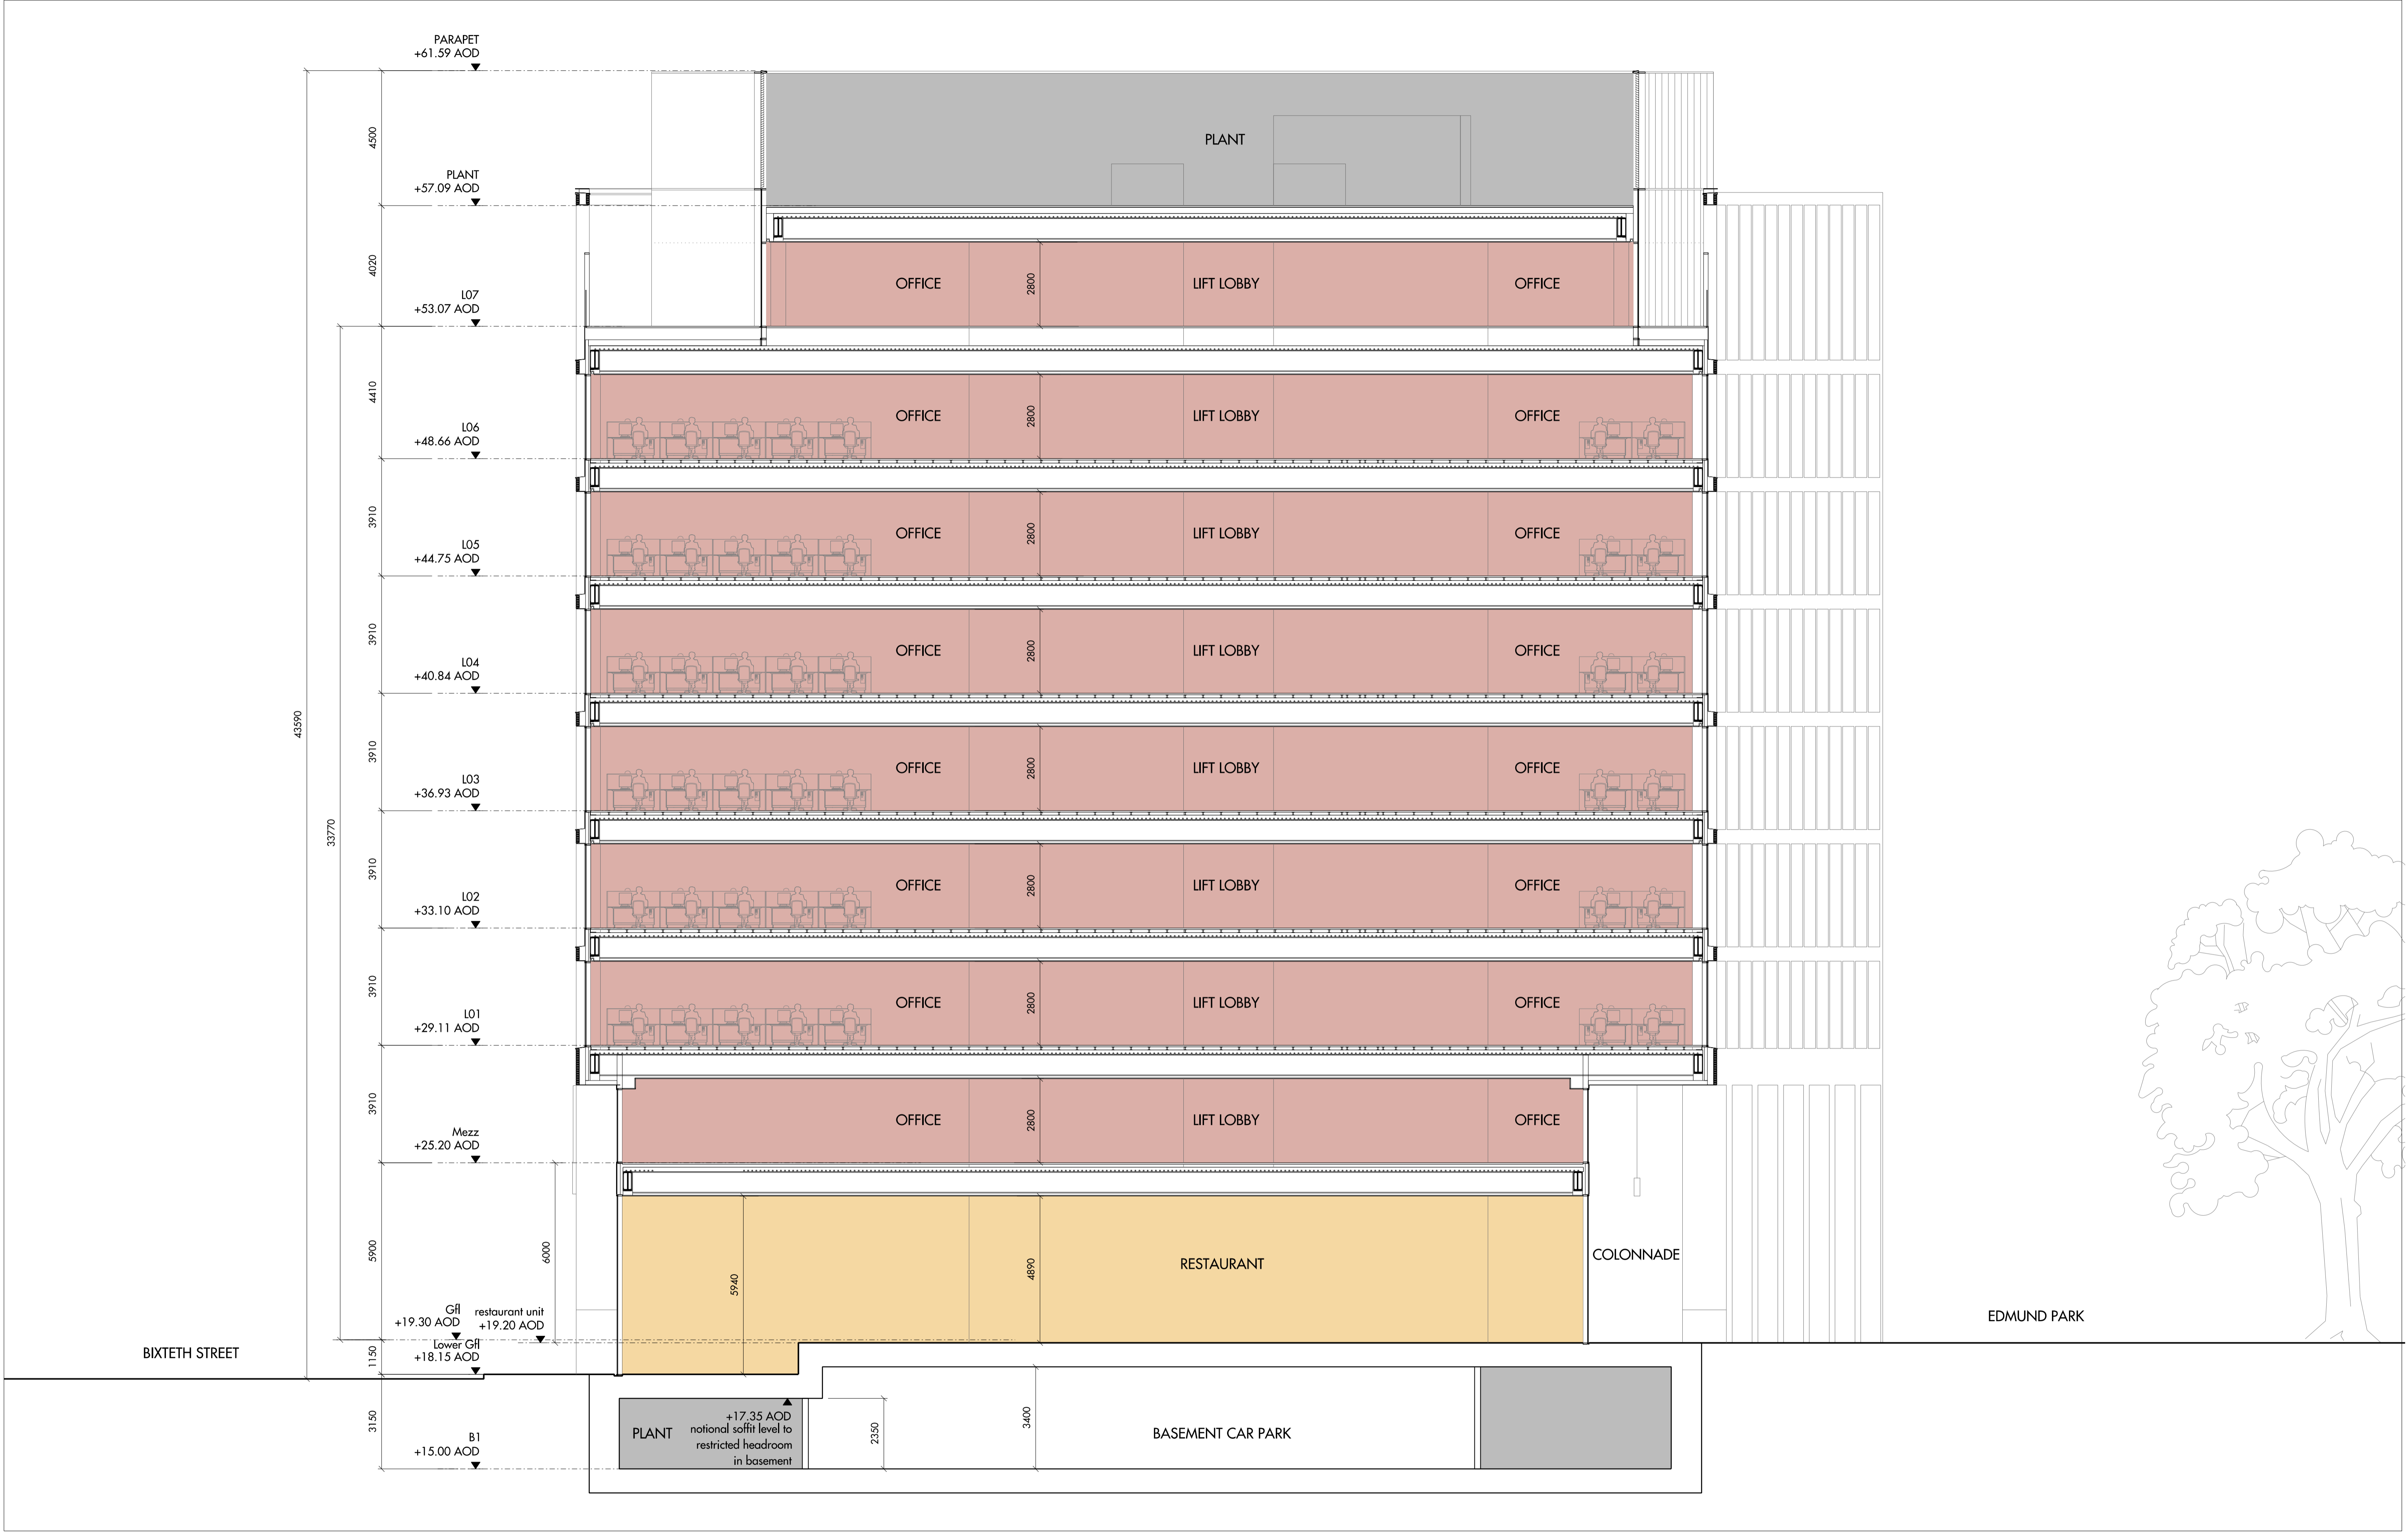 PARAPET
+61.59 AOD
4500
PLANT
PLANT
+57.09 AOD
4020
OFFICE
2800
LIFT LOBBY
OFFICE
L07
+53.07 AOD
4410
OFFICE
2800
LIFT LOBBY
OFFICE
L06
+48.66 AOD
3910
OFFICE
2800
LIFT LOBBY
OFFICE
L05
+44.75 AOD
3910
OFFICE
2800
LIFT LOBBY
OFFICE
L04
+40.84 AOD
43590
3910
OFFICE
2800
LIFT LOBBY
OFFICE
L03
+36.93 AOD
33770
3910
OFFICE
2800
LIFT LOBBY
OFFICE
L02
+33.10 AOD
3910
OFFICE
2800
LIFT LOBBY
OFFICE
L01
+29.11 AOD
3910
OFFICE
2800
LIFT LOBBY
OFFICE
Mezz
+25.20 AOD
5900
6000
5940
4890
RESTAURANT
COLONNADE
Gfl
+19.30 AOD
restaurant unit
+19.20 AOD
EDMUND PARK
BIXTETH STREET
1150
Lower Gfl
+18.15 AOD
3150
PLANT
+17.35 AOD
notional soffit level to
restricted headroom
in basement
2350
3400
BASEMENT CAR PARK
B1
+15.00 AOD